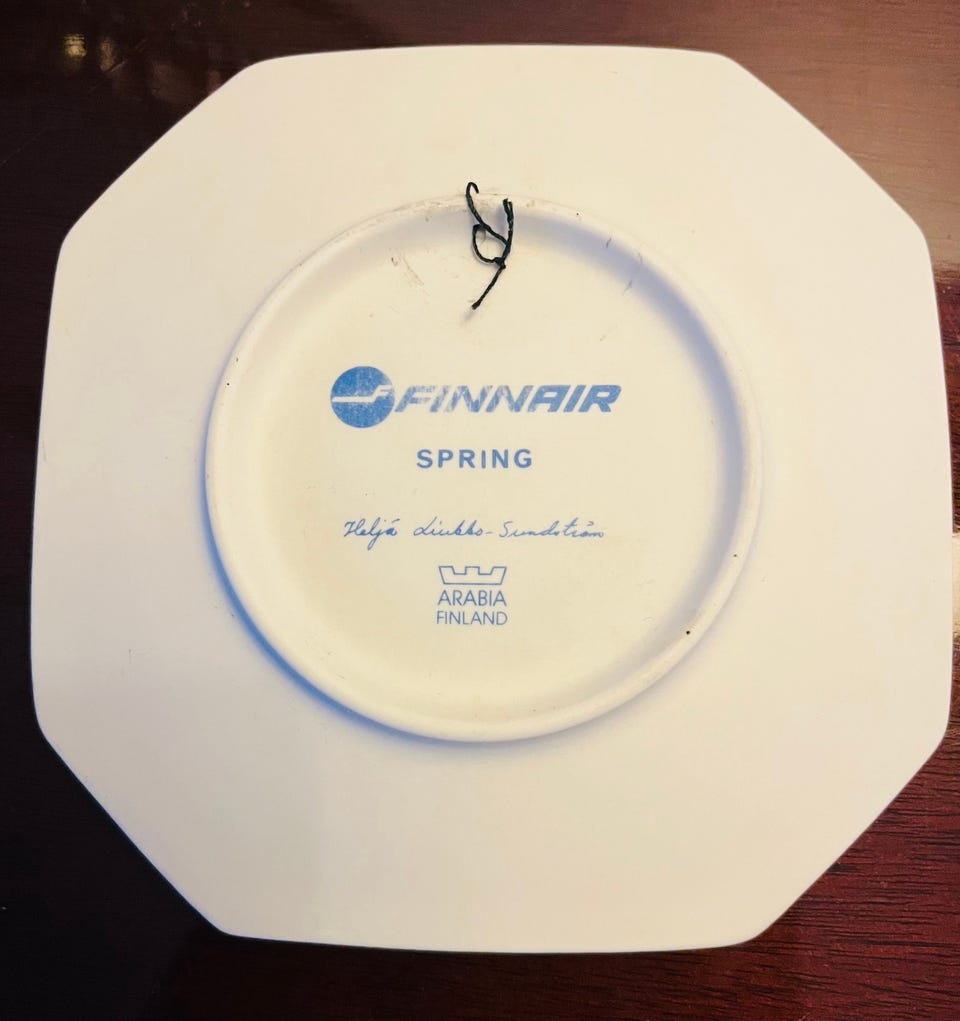 FINNAIR
SPRING
Heljä Liukko-Sundström
ARABIA
FINLAND